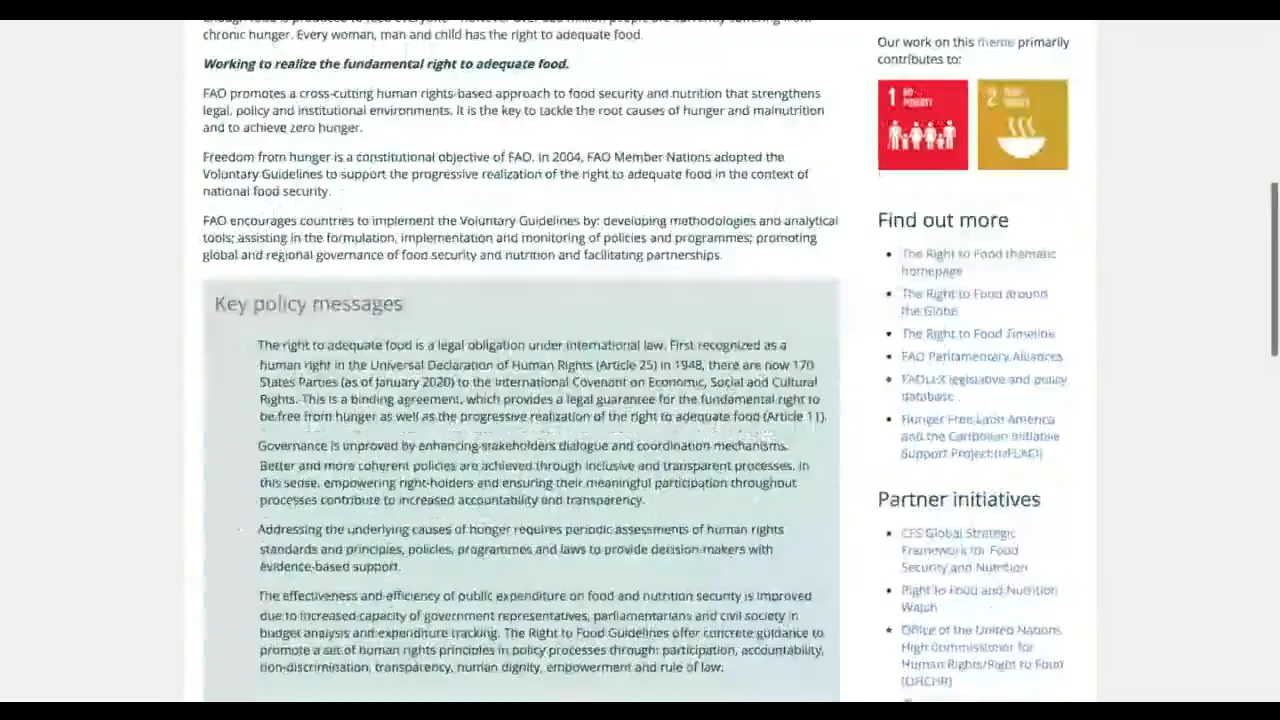 chronic hunger. Every woman, man and child has the right to adequate food.
Working to realize the fundamental right to adequate food.
FAO promotes a cross-cutting human rights-based approach to food security and nutrition that strengthens
legal, policy and institutional environments. It is the key to tackle the root causes of hunger and malnutrition
and to achieve zero hunger.
Freedom from hunger is a constitutional objective of FAO. In 2004, FAO Member Nations adopted the
Voluntary Guidelines to support the progressive realization of the right to adequate food in the context of
national food security.
FAO encourages countries to implement the Voluntary Guidelines by: developing methodologies and analytical
tools; assisting in the formulation, implementation and monitoring of policies and programmes; promoting
global and regional governance of food security and nutrition and facilitating partnerships.
Key policy messages
The right to adequate food is a legal obligation under international law. First recognized as a
human right in the Universal Declaration of Human Rights (Article 25) in 1948, there are now 170
States Parties (as of January 2020) to the International Covenant on Economic, Social and Cultural
Rights. This is a binding agreement, which provides a legal guarantee for the fundamental right to
be free from hunger as well as the progressive realization of the right to adequate food (Article 11).
Governance is improved by enhancing stakeholders dialogue and coordination mechanisms.
Better and more coherent policies are achieved through inclusive and transparent processes. In
this sense, empowering right-holders and ensuring their meaningful participation throughout
processes contribute to increased accountability and transparency.
Addressing the underlying causes of hunger requires periodic assessments of human rights
standards and principles, policies, programmes and laws to provide decision-makers with
evidence-based support.
The effectiveness and efficiency of public expenditure on food and nutrition security is improved
due to increased capacity of government representatives, parliamentarians and civil society in
budget analysis and expenditure tracking. The Right to Food Guidelines offer concrete guidance to
promote a set of human rights principles in policy processes through: participation, accountability,
non-discrimination, transparency, human dignity, empowerment and rule of law.
Our work on this theme primarily
contributes to:
1 NO
POVERTY
2
Find out more
The Right to Food thematic
homepage
The Right to Food around
the Globe
The Right to Food Timeline
FAO Parliamentary Alliances
FAOLEX legislative and policy
database
Hunger Free Latin America
and the Caribbean Initiative
Support Project (HFLACI)
Partner initiatives
CFS Global Strategic
Framework for Food
Security and Nutrition
Right to Food and Nutrition
Watch
Office of the United Nations
High Commissioner for
Human Rights/Right to Food
(OHCHR)